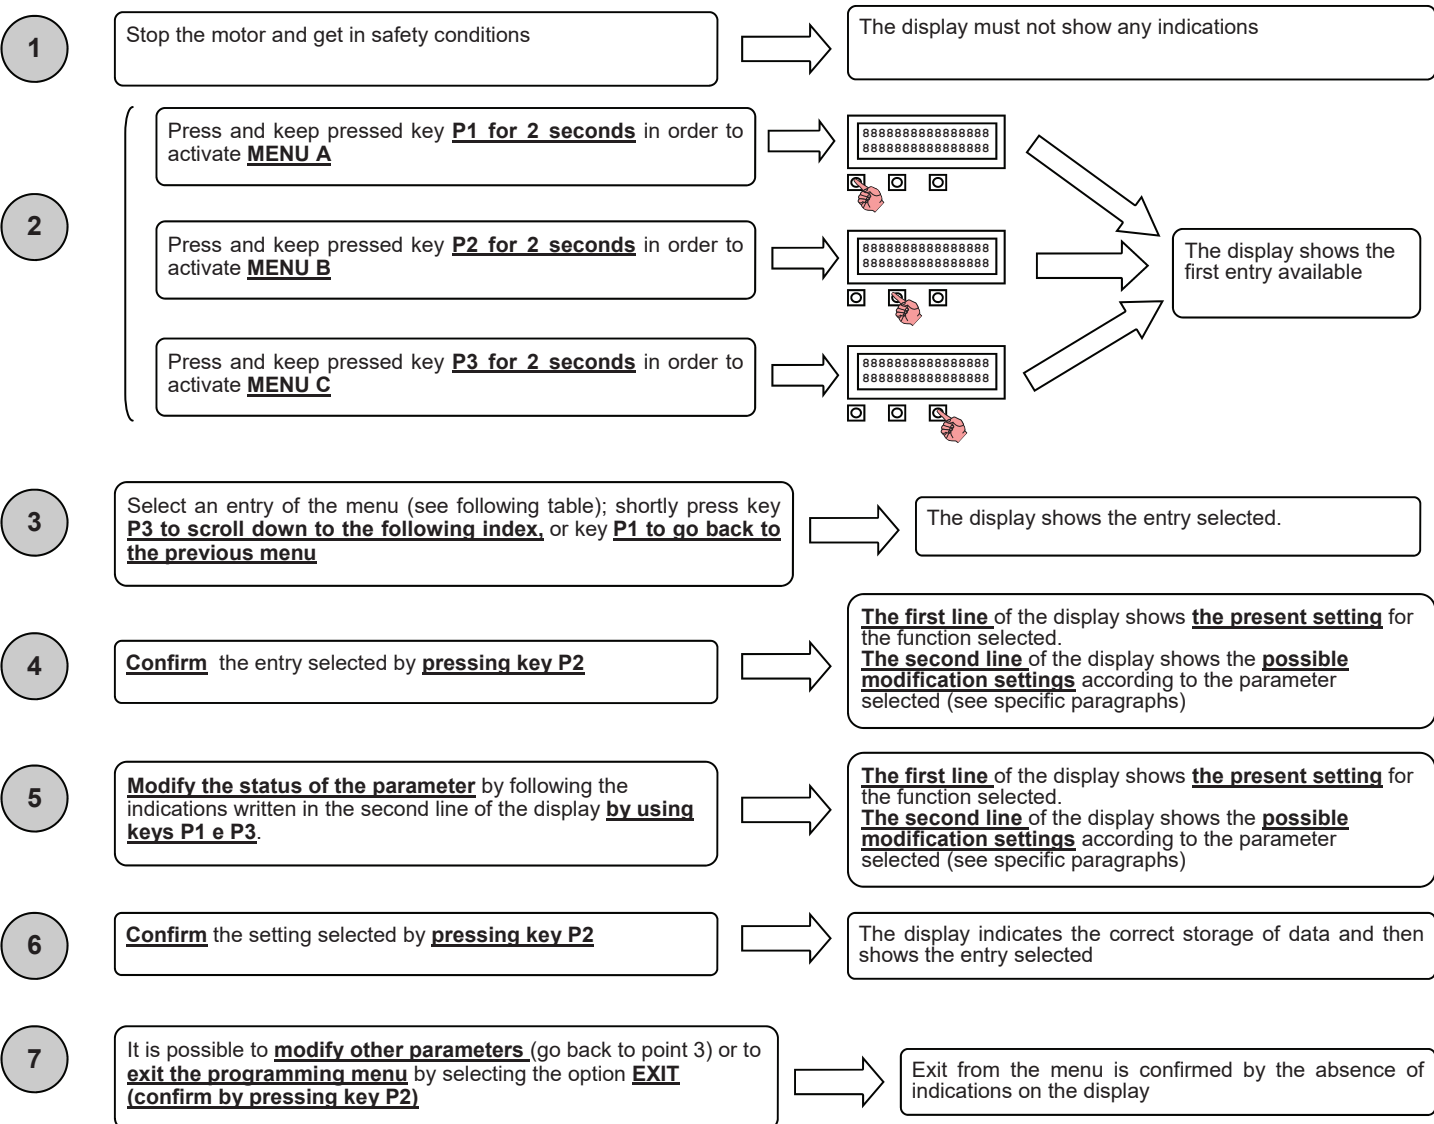 1
Stop the motor and get in safety conditions
The display must not show any indications
2
Press and keep pressed key P1 for 2 seconds in order to
activate MENU A
8888888888888888
8888888888888888
Press and keep pressed key P2 for 2 seconds in order to
activate MENU B
8888888888888888
8888888888888888
Press and keep pressed key P3 for 2 seconds in order to
activate MENU C
8888888888888888
8888888888888888
The display shows the
first entry available
3
Select an entry of the menu (see following table); shortly press key
P3 to scroll down to the following index, or key P1 to go back to
the previous menu
The display shows the entry selected.
4
Confirm the entry selected by pressing key P2
The first line of the display shows the present setting for
the function selected.
The second line of the display shows the possible
modification settings according to the parameter
selected (see specific paragraphs)
5
Modify the status of the parameter by following the
indications written in the second line of the display by using
keys P1 e P3.
The first line of the display shows the present setting for
the function selected.
The second line of the display shows the possible
modification settings according to the parameter
selected (see specific paragraphs)
6
Confirm the setting selected by pressing key P2
The display indicates the correct storage of data and then
shows the entry selected
7
It is possible to modify other parameters (go back to point 3) or to
exit the programming menu by selecting the option EXIT
(confirm by pressing key P2)
Exit from the menu is confirmed by the absence of
indications on the display